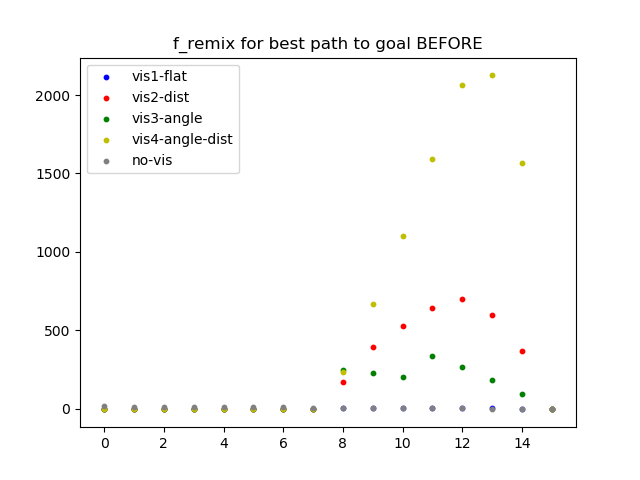 f_remix for best path to goal BEFORE
vis1-flat
vis2-dist
vis3-angle
vis4-angle-dist
no-vis
2000
1500
1000
500
0
0 2 4 6 8 10 12 14